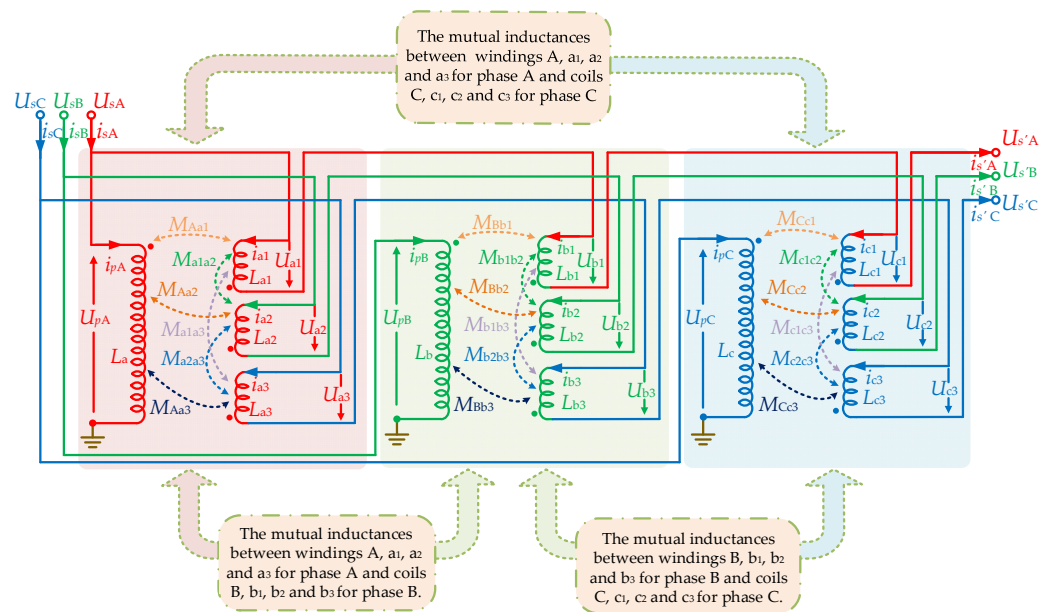 The mutual inductances
between windings A, a1, a2
and a3 for phase A and coils
C, c1, c2 and c3 for phase C
UsC UsB UsA
isC isB isA
Us'A
is'A
Us'B
is'B
Us'C
is'C
MAa1
ipA
ia1
Ma1a2
La1
Ua1
MAa2
UpA
ia2
Ma1a3
La
La2
Ua2
Ma2a3
ia3
MAa3
La3
Ua3
MBb1
ipB
ib1
Mb1b2
Lb1
Ub1
MBb2
UpB
ib2
Mb1b3
Lb
Lb2
Ub2
Mb2b3
ib3
MBb3
Lb3
Ub3
MCc1
ipC
ic1
Mc1c2
Lc1
Uc1
MCc2
UpC
ic2
Mc1c3
Lc
Lc2
Uc2
Mc2c3
ic3
MCc3
Lc3
Uc3
The mutual inductances
between windings A, a1, a2
and a3 for phase A and coils
B, b1, b2 and b3 for phase B.
The mutual inductances
between windings B, b1, b2
and b3 for phase B and coils
C, c1, c2 and c3 for phase C.